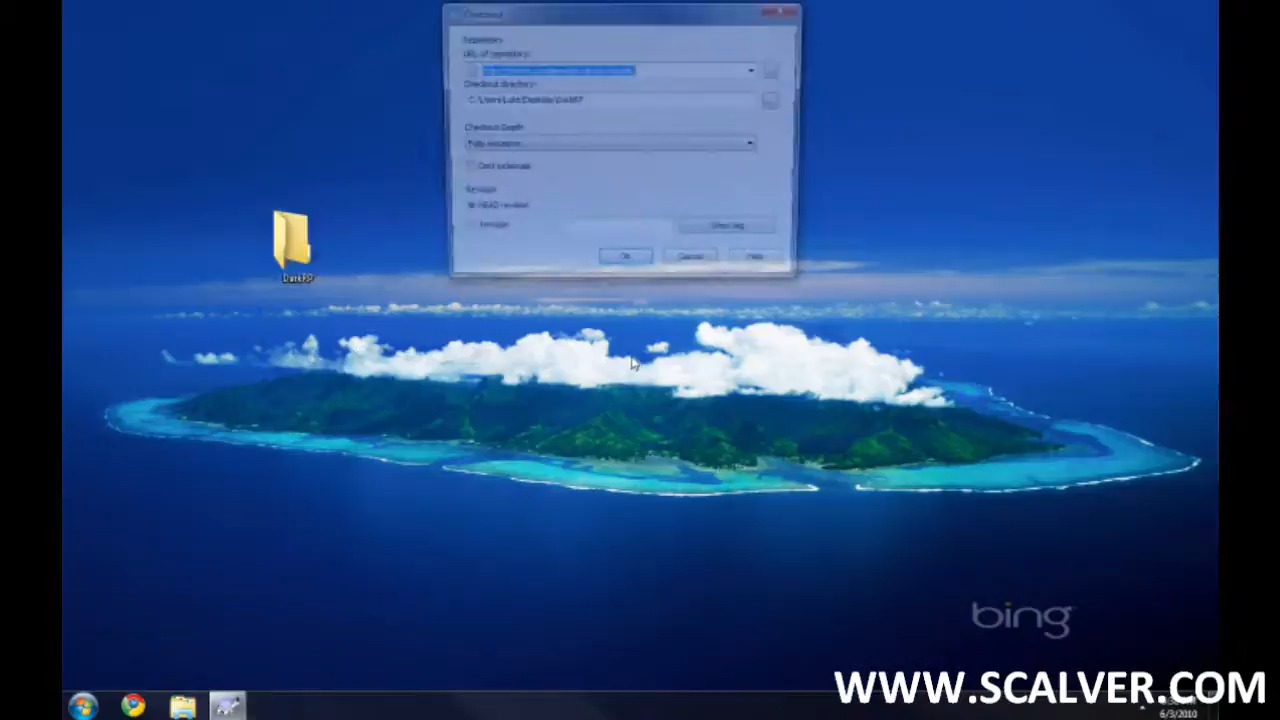 Checkout
Repository
URL of repository:
Checkout directory:
C:\Users\Luke\Desktop\DarkRP
Checkout Depth
Fully recursive
Omit externals
Revision
HEAD revision
Revision
Show log
OK
Cancel
Help
DarkRP
bing
WWW.SCALVER.COM
6/3/2010